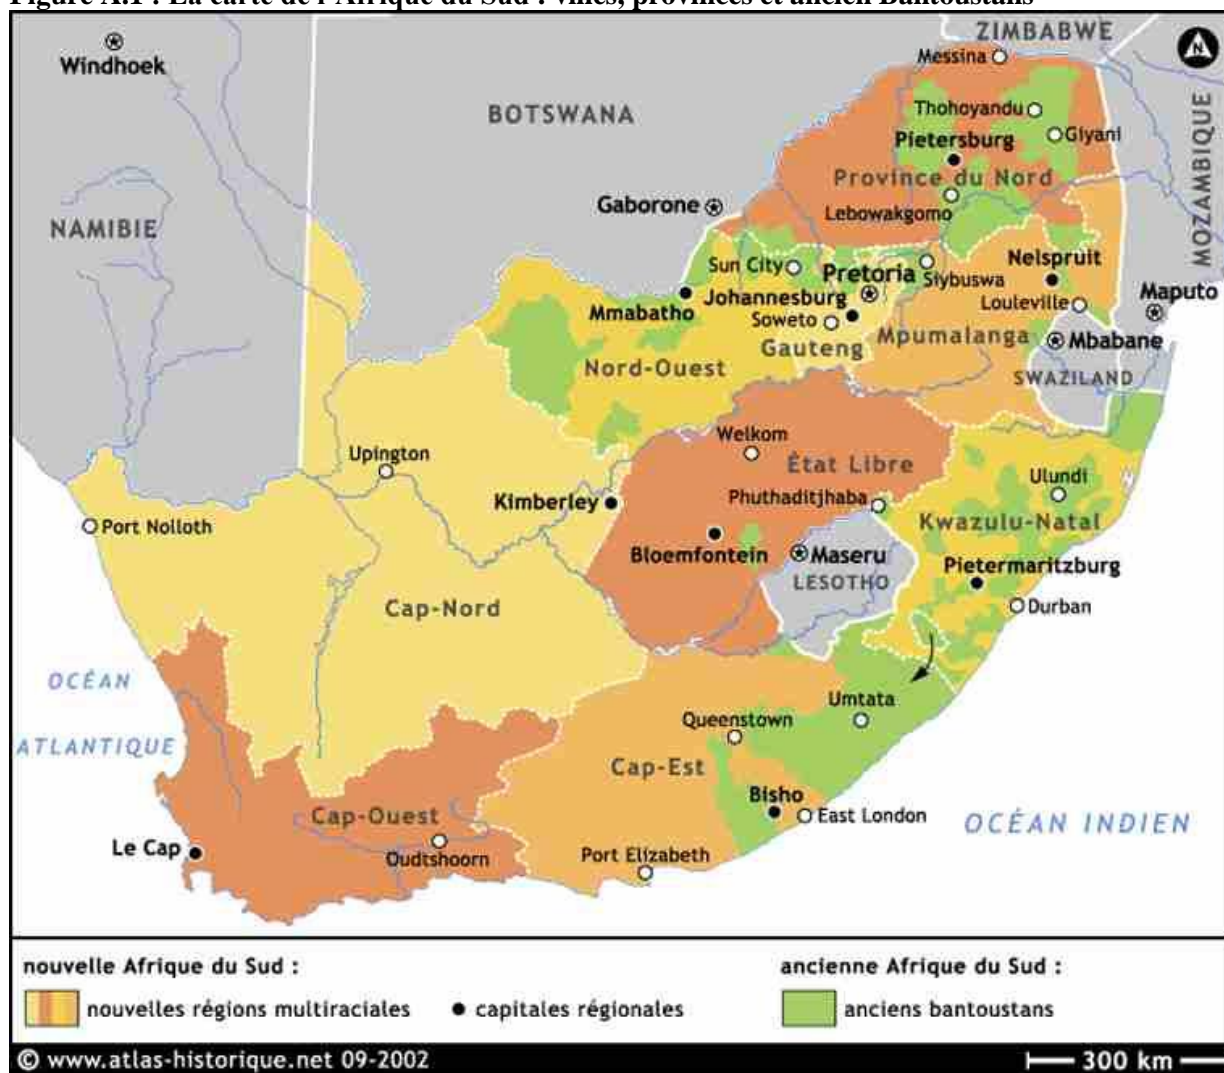 Figure A.1 : La carte de l'Afrique du Sud : villes, provinces et ancien Bantoustans
ZIMBABWE
N
Windhoek
Messina
BOTSWANA
MOZAMBIQUE
Thohoyandu
Giyani
Pietersburg
Province du Nord
Gaborone
Lebowakgomo
NAMIBIE
Sun City
Pretoria
Siybuswa
Nelspruit
Mmabatho
Johannesburg
Louleville
Maputo
Soweto
Gauteng
Mpumalanga
Mbabane
Nord-Ouest
SWAZILAND
Welkom
Upington
État Libre
Ulundi
Kimberley
Phuthaditjhaba
Port Nolloth
Kwazulu-Natal
Bloemfontein
Maseru
Pietermaritzburg
LESOTHO
Cap-Nord
Durban
OCÉAN
ATLANTIQUE
Umtata
Queenstown
Cap-Est
Bisho
Cap-Ouest
East London
OCÉAN INDIEN
Le Cap
Oudtshoorn
Port Elizabeth
nouvelle Afrique du Sud :
ancienne Afrique du Sud :
nouvelles régions multiraciales
capitales régionales
anciens bantoustans
© www.atlas-historique.net 09-2002
300 km